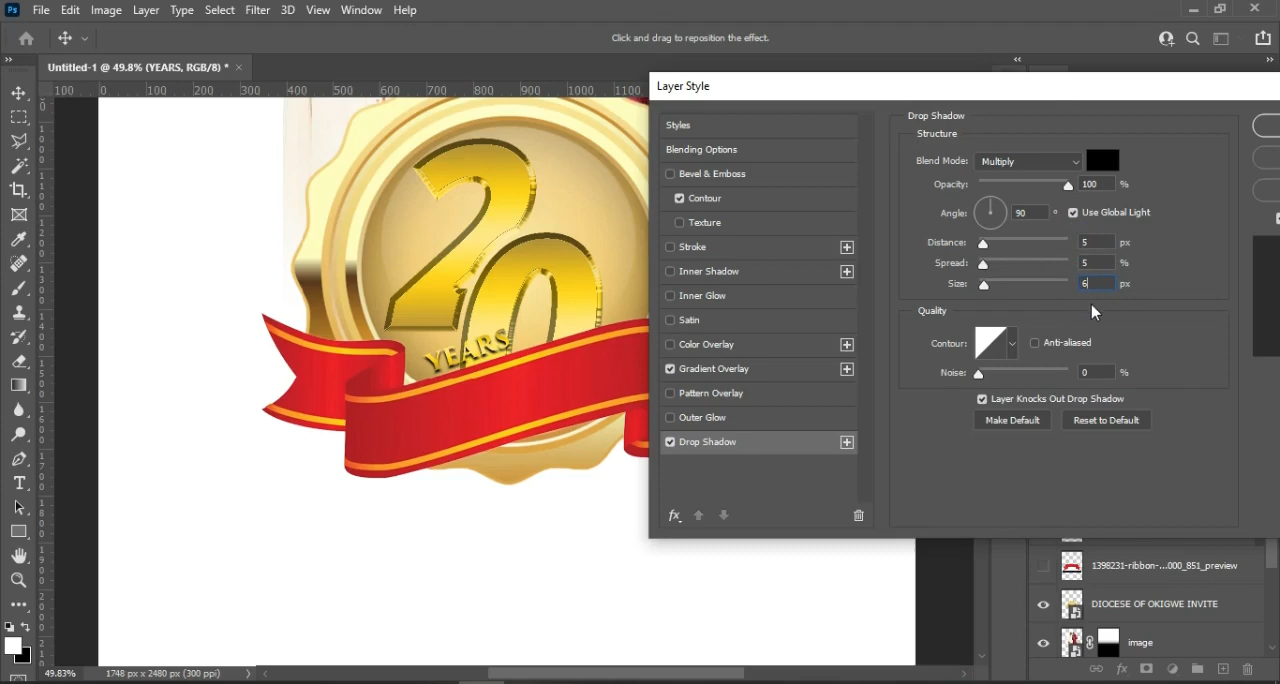 Ps File Edit Image Layer Type Select Filter 3D View Window Help
Click and drag to reposition the effect.
Untitled-1 @ 49.8% (YEARS, RGB/8) * ×
100 0 100 200 300 400 500 600 700 800 900 1000 1100
Layer Style
Styles
Blending Options
Bevel & Emboss
Contour
Texture
Stroke
Inner Shadow
Inner Glow
Satin
Color Overlay
Gradient Overlay
Pattern Overlay
Outer Glow
Drop Shadow
fx
Drop Shadow
Structure
Blend Mode: Multiply
Opacity: 100 %
Angle: 90 ° Use Global Light
Distance: 5 px
Spread: 5 %
Size: 6 px
Quality
Contour: Anti-aliased
Noise: 0 %
Layer Knocks Out Drop Shadow
Make Default Reset to Default
20
YEARS
1398231-ribbon-...000_851_preview
DIOCESE OF OKIGWE INVITE
image
49.83% 1748 px x 2480 px (300 ppi)
fx